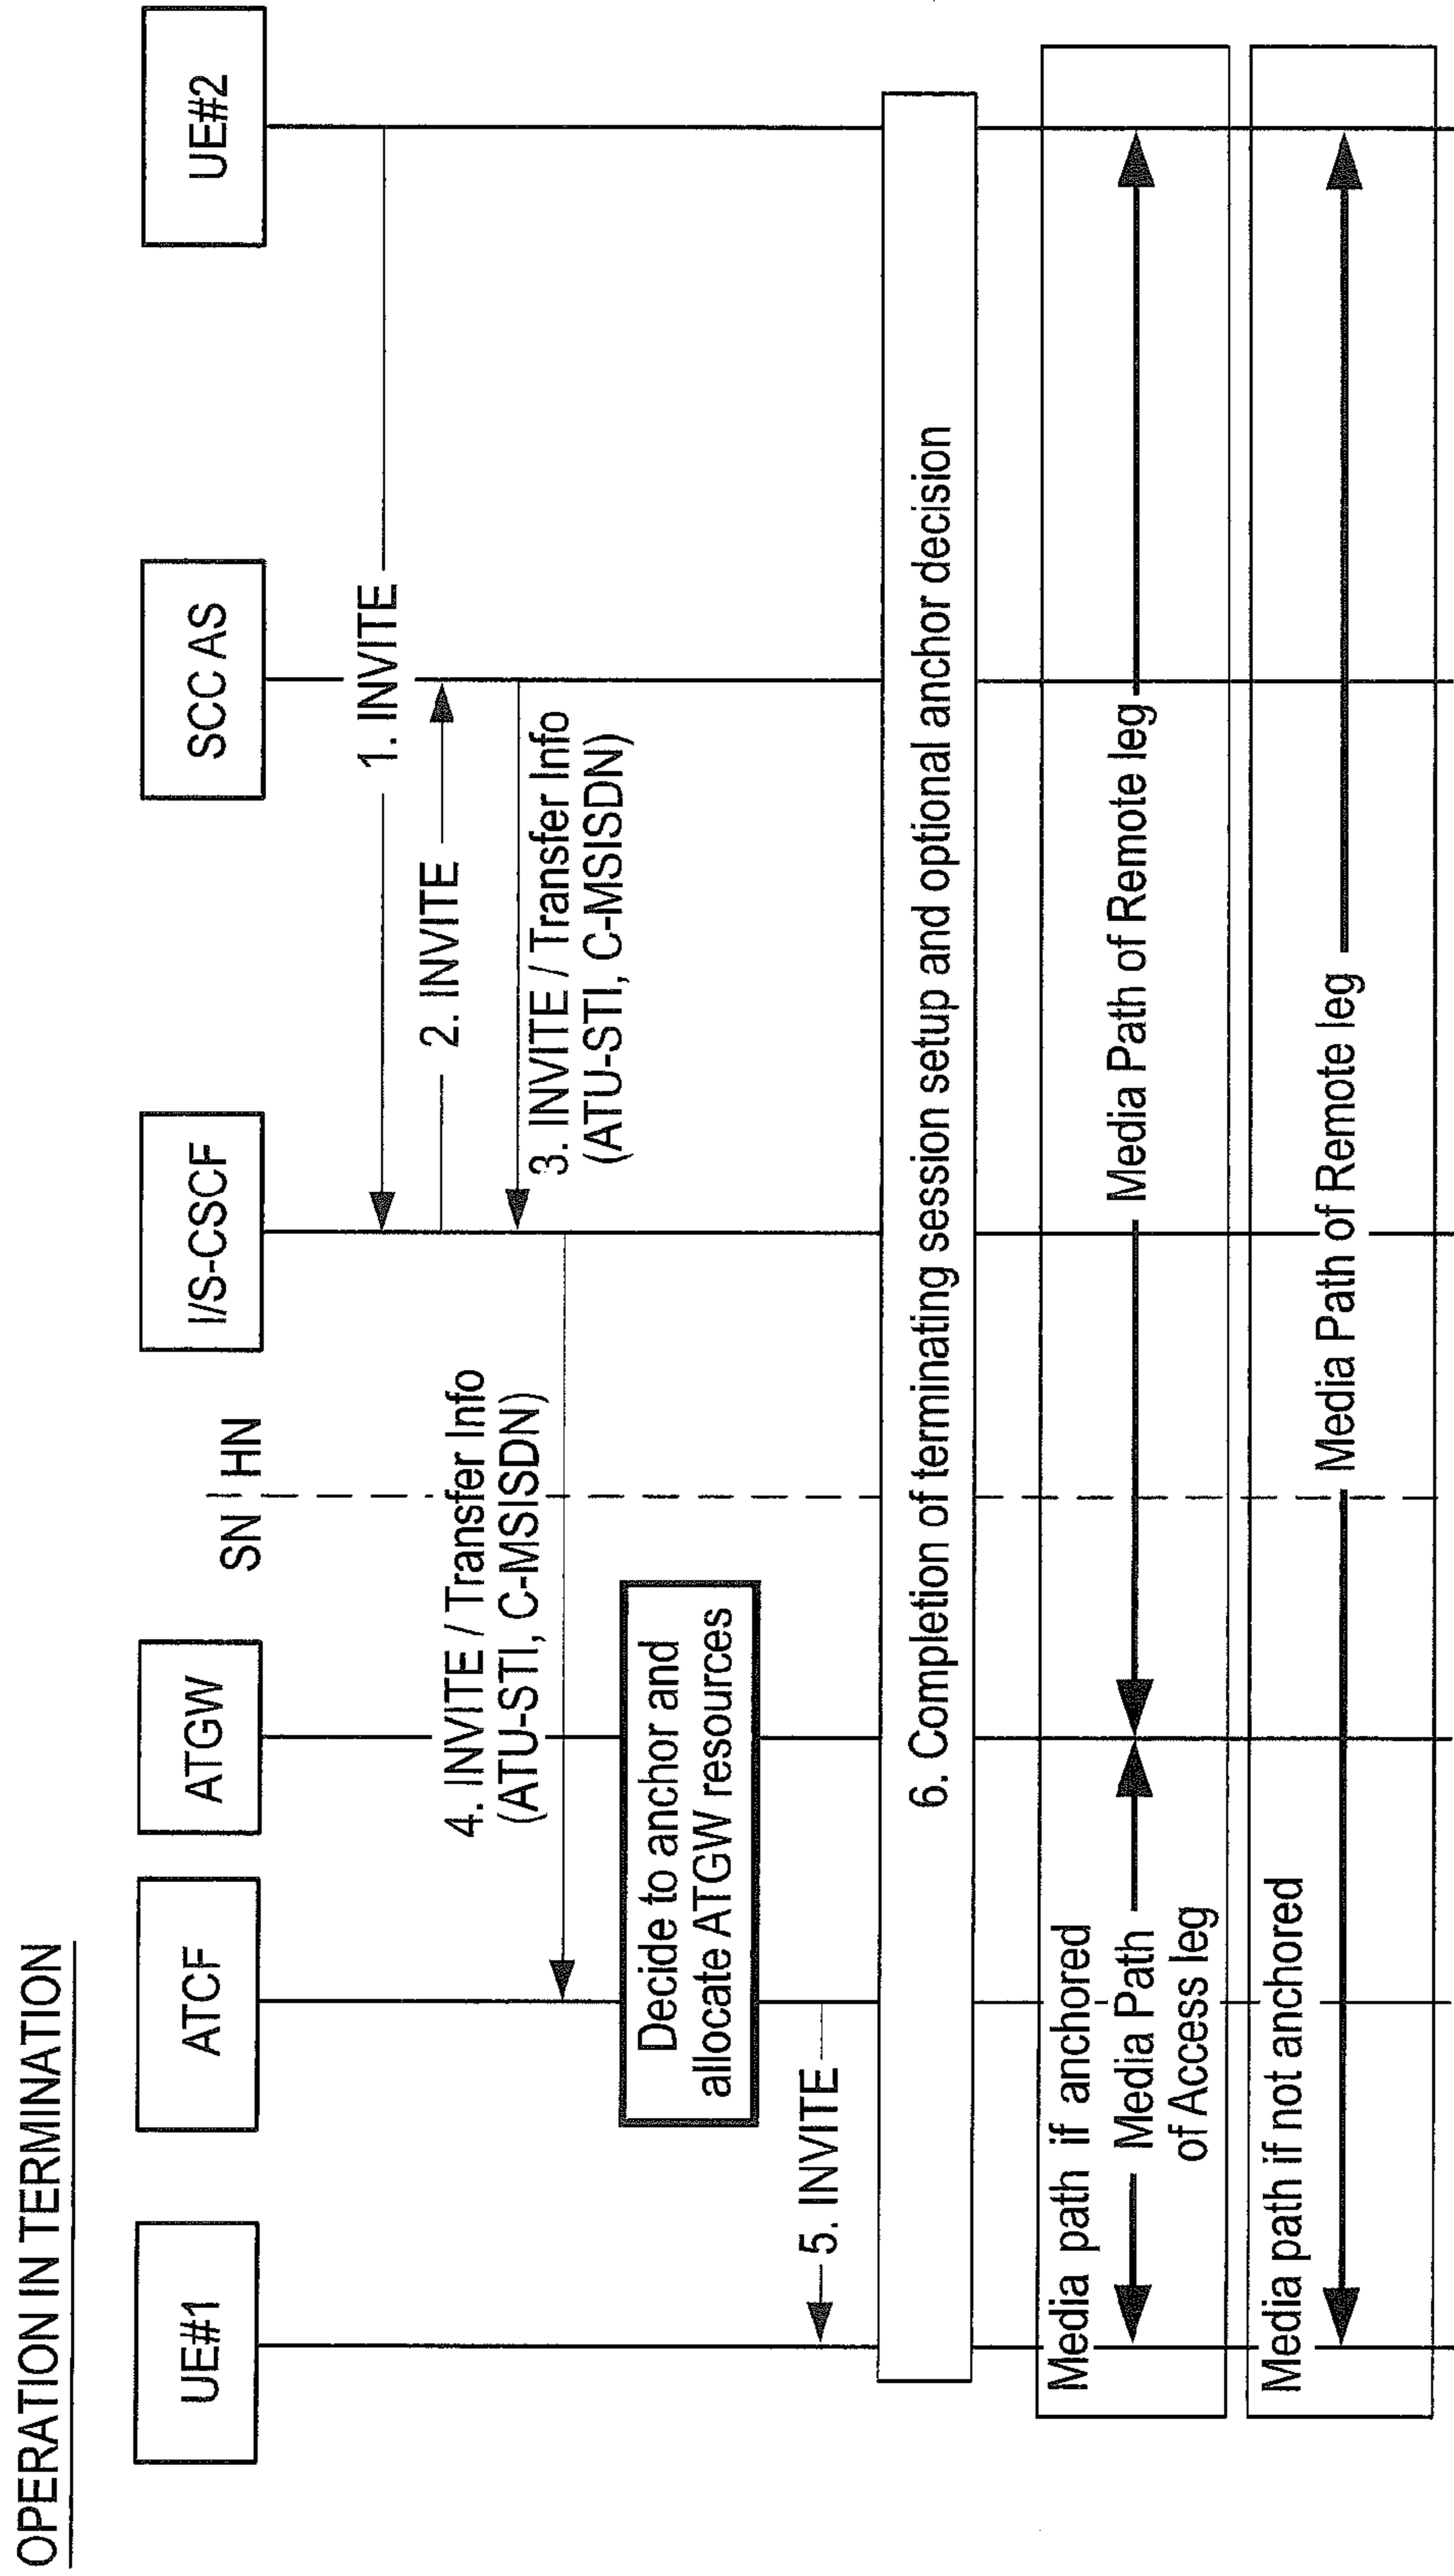 OPERATION IN TERMINATION
UE#1
ATCF
ATGW
SN
HN
I/S-CSCF
SCC AS
UE#2
1. INVITE
2. INVITE
3. INVITE / Transfer Info
(ATU-STI, C-MSISDN)
4. INVITE / Transfer Info
(ATU-STI, C-MSISDN)
Decide to anchor and
allocate ATGW resources
5. INVITE
6. Completion of terminating session setup and optional anchor decision
Media path if anchored
Media Path
of Access leg
Media Path of Remote leg
Media path if not anchored
Media Path of Remote leg